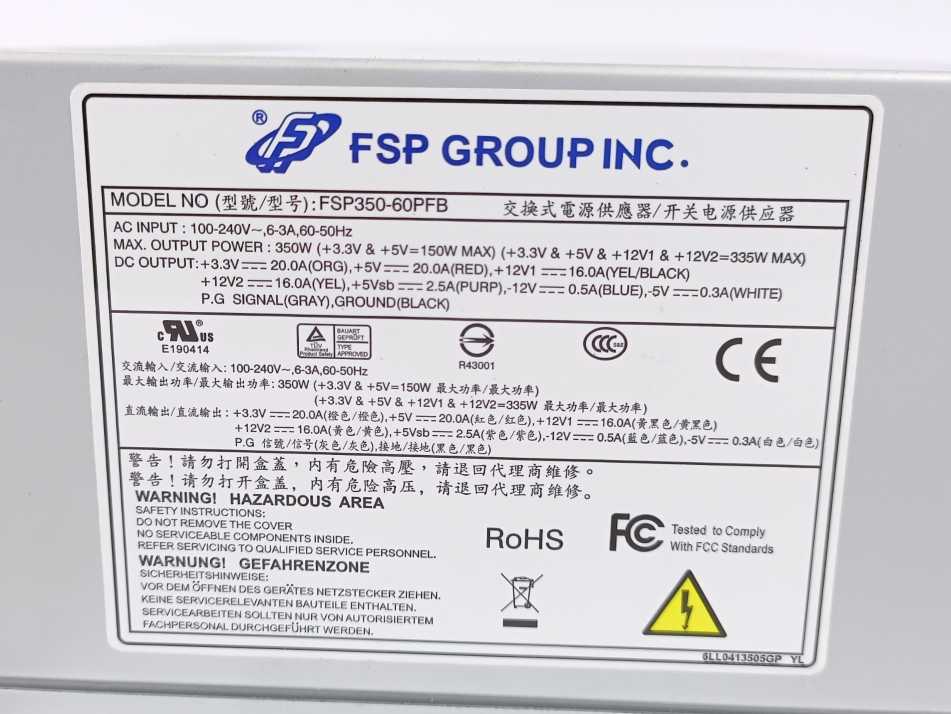 ® FSP GROUP INC.
MODEL NO (型號/型号): FSP350-60PFB 交換式電源供應器/开关电源供应器
AC INPUT : 100-240V~,6-3A,60-50Hz
MAX. OUTPUT POWER : 350W (+3.3V & +5V=150W MAX) (+3.3V & +5V & +12V1 & +12V2=335W MAX)
DC OUTPUT:+3.3V⎓20.0A(ORG),+5V⎓20.0A(RED),+12V1⎓16.0A(YEL/BLACK)
+12V2⎓16.0A(YEL),+5Vsb⎓2.5A(PURP),-12V⎓0.5A(BLUE),-5V⎓0.3A(WHITE)
P.G SIGNAL(GRAY),GROUND(BLACK)
c RU® US
E190414
TÜV Rheinland Product Safety
BAUART GEPRÜFT
TYPE APPROVED
R43001
CCC S&E
CE
交流輸入/交流输入: 100-240V~,6-3A,60-50Hz
最大輸出功率/最大输出功率: 350W (+3.3V & +5V=150W 最大功率/最大功率)
(+3.3V & +5V & +12V1 & +12V2=335W 最大功率/最大功率)
直流輸出/直流输出: +3.3V⎓20.0A(橙色/橙色),+5V⎓20.0A(紅色/红色),+12V1⎓16.0A(黃黑色/黄黑色)
+12V2⎓16.0A(黃色/黄色),+5Vsb⎓2.5A(紫色/紫色),-12V⎓0.5A(藍色/蓝色),-5V⎓0.3A(白色/白色)
P.G 信號/信号(灰色/灰色),接地/接地(黑色/黑色)
警告！請勿打開盒蓋，內有危險高壓，請退回代理商維修。
警告！请勿打开盒盖，内有危险高压，请退回代理商维修。
WARNING! HAZARDOUS AREA
SAFETY INSTRUCTIONS:
DO NOT REMOVE THE COVER
NO SERVICEABLE COMPONENTS INSIDE.
REFER SERVICING TO QUALIFIED SERVICE PERSONNEL.
WARNUNG! GEFAHRENZONE
SICHERHEITSHINWEISE:
VOR DEM ÖFFNEN DES GERÄTES NETZSTECKER ZIEHEN.
KEINE SERVICERELEVANTEN BAUTEILE ENTHALTEN.
SERVICEARBEITEN SOLLTEN NUR VON AUTORISIERTEM
FACHPERSONAL DURCHGEFÜHRT WERDEN.
RoHS
FC Tested to Comply
With FCC Standards
6LL0413505GP YL